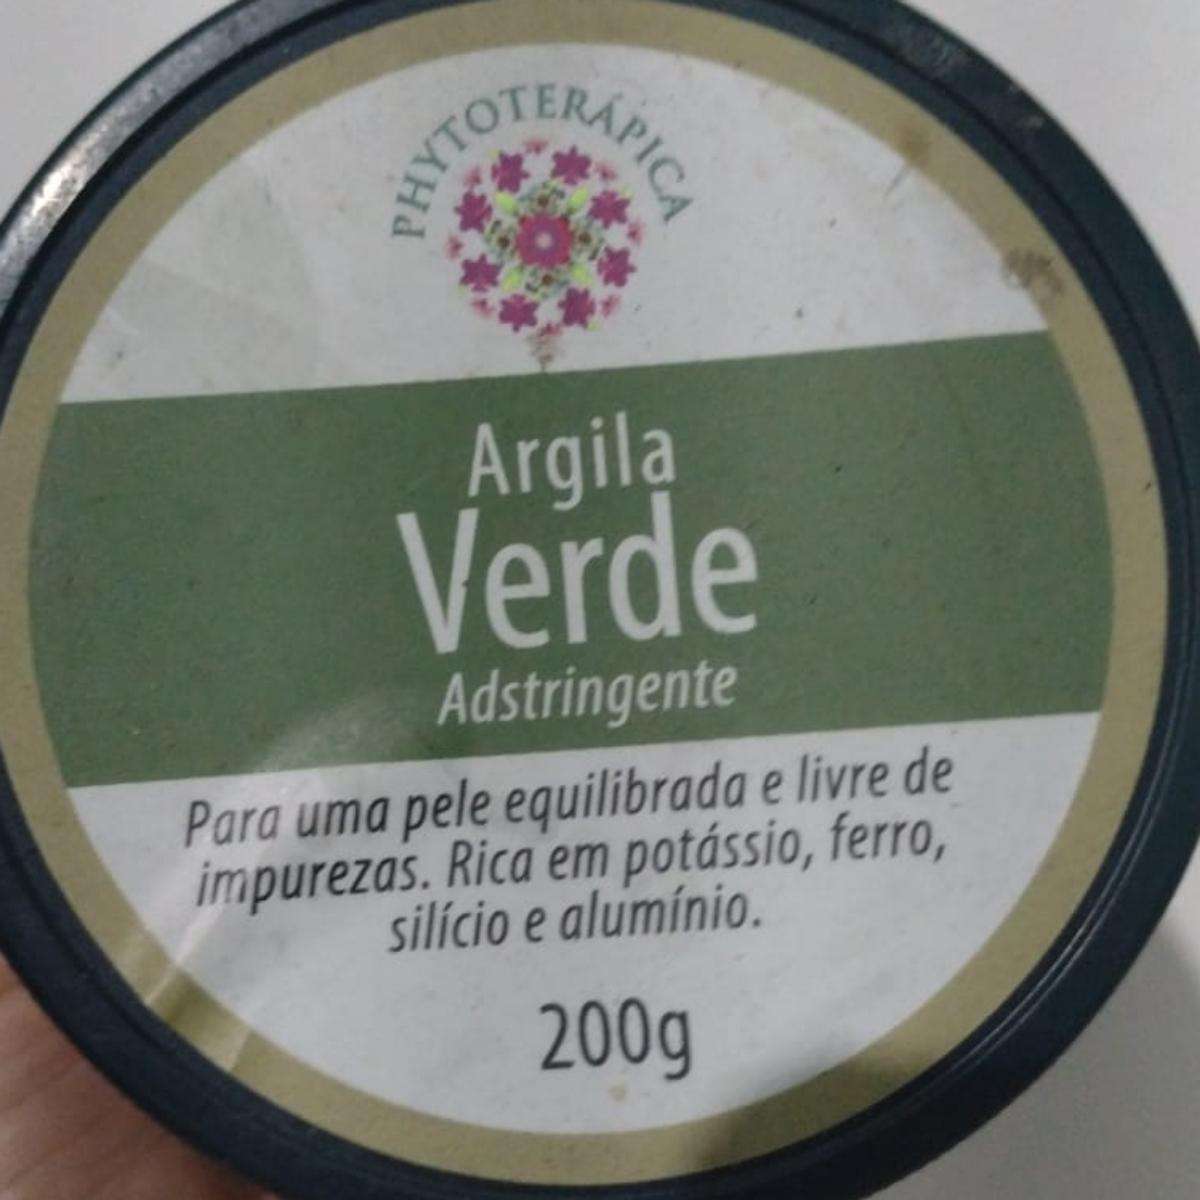 PHYTOTERÁPICA
Argila
Verde
Adstringente
Para uma pele equilibrada e livre de
impurezas. Rica em potássio, ferro,
silício e alumínio.
200g